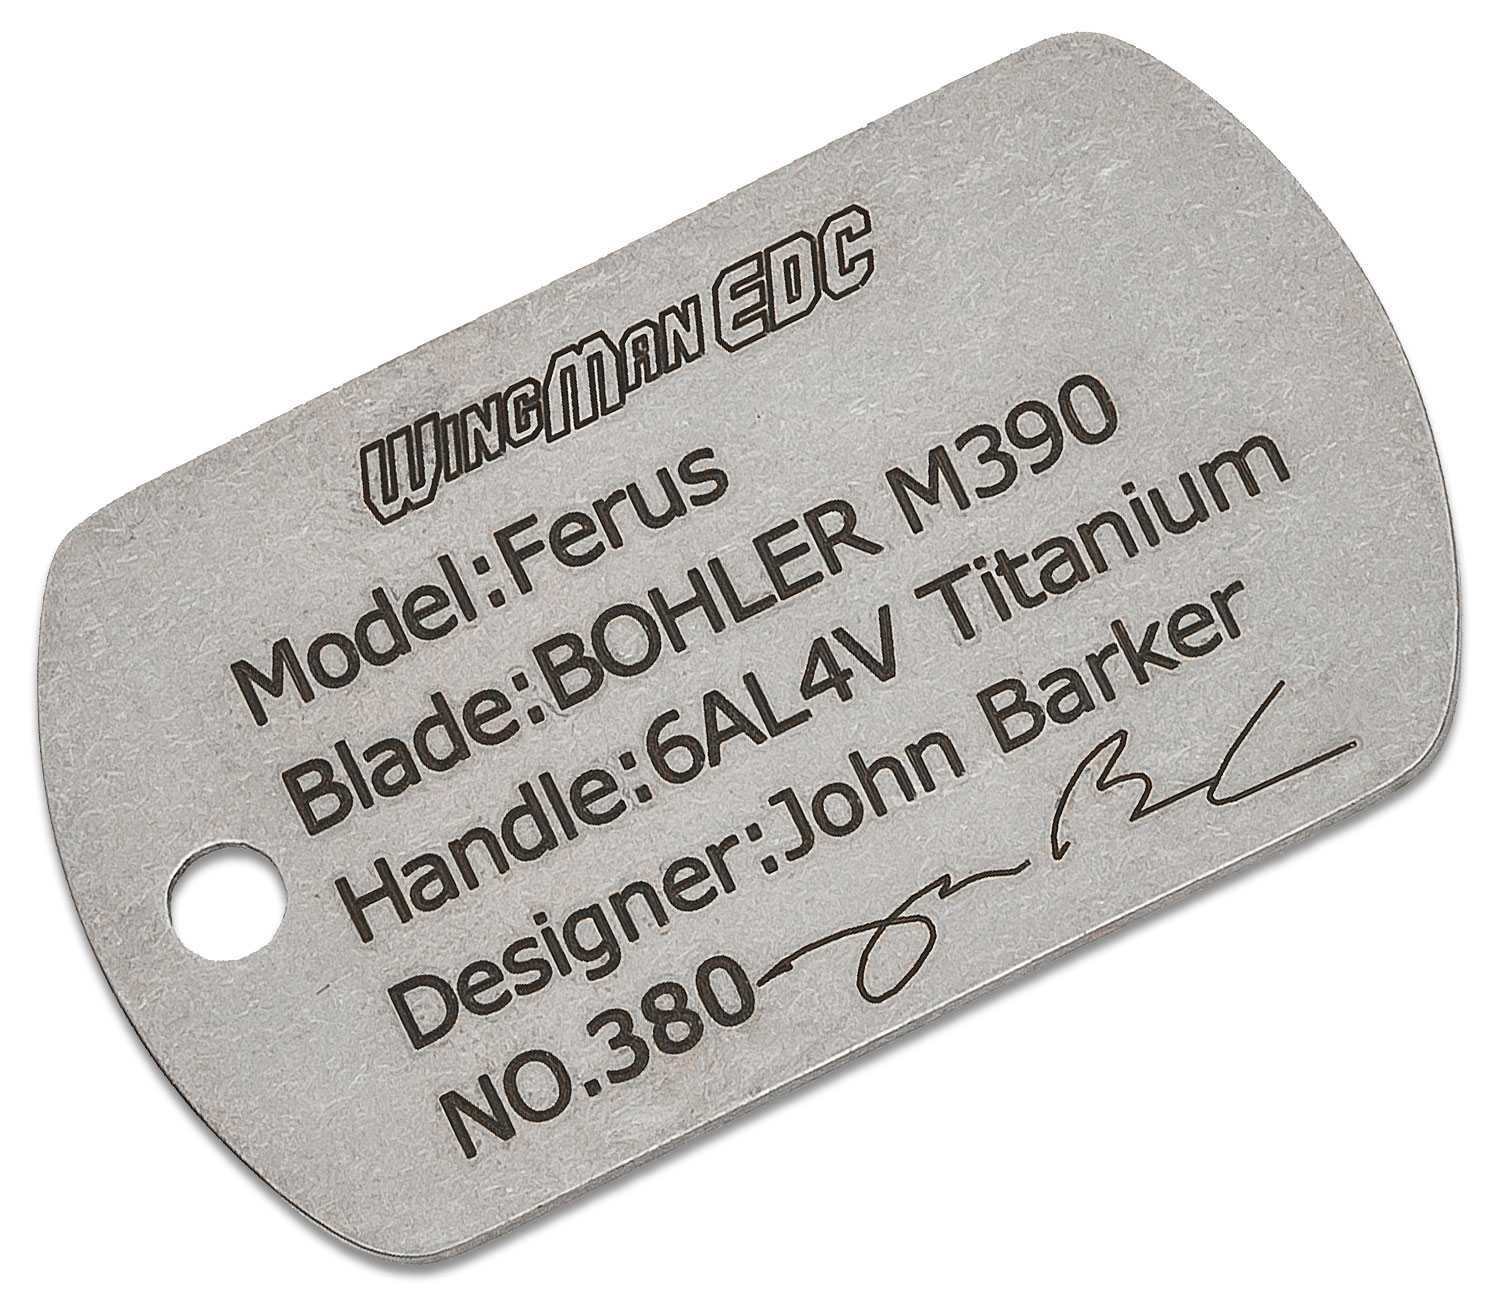 WINGMAN EDC
Model:Ferus
Blade:BOHLER M390
Handle:6AL4V Titanium
Designer:John Barker
NO.380